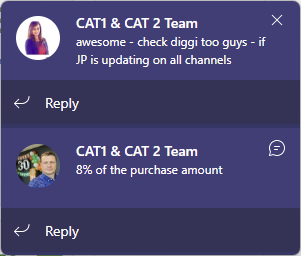 CAT1 & CAT 2 Team
awesome - check diggi too guys - if
JP is updating on all channels
Reply
CAT1 & CAT 2 Team
8% of the purchase amount
Reply